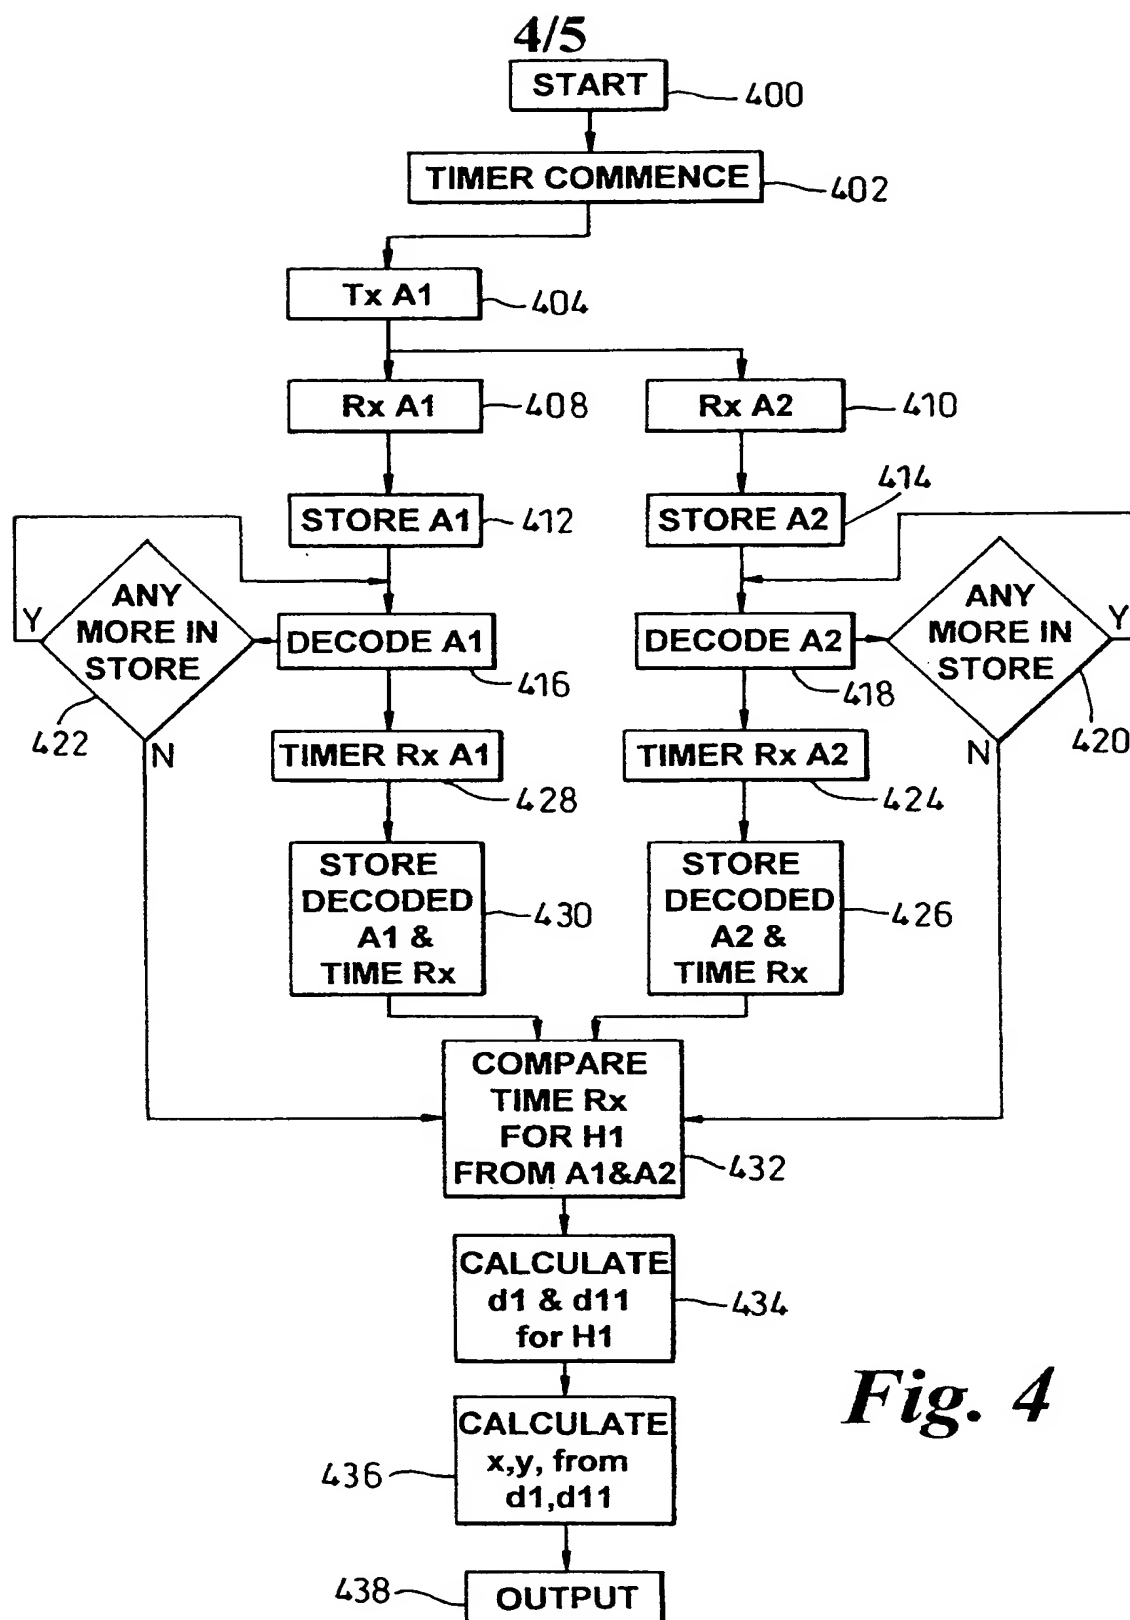 4/5
START
400
TIMER COMMENCE
402
Tx A1
404
Rx A1
408
Rx A2
410
STORE A1
412
STORE A2
414
ANY
MORE IN
STORE
Y
N
422
DECODE A1
416
DECODE A2
418
ANY
MORE IN
STORE
Y
N
420
TIMER Rx A1
428
TIMER Rx A2
424
STORE
DECODED
A1 &
TIME Rx
430
STORE
DECODED
A2 &
TIME Rx
426
COMPARE
TIME Rx
FOR H1
FROM A1&A2
432
CALCULATE
d1 & d11
for H1
434
CALCULATE
x,y, from
d1,d11
436
OUTPUT
438
Fig. 4